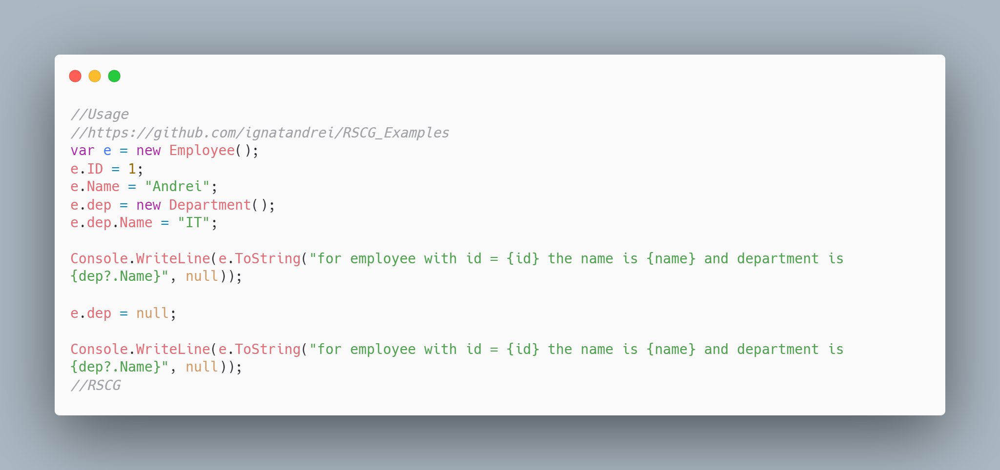 //Usage
//https://github.com/ignatandrei/RSCG_Examples
var e = new Employee();
e.ID = 1;
e.Name = "Andrei";
e.dep = new Department();
e.dep.Name = "IT";
Console.WriteLine(e.ToString("for employee with id = {id} the name is {name} and department is
{dep?.Name}", null));
e.dep = null;
Console.WriteLine(e.ToString("for employee with id = {id} the name is {name} and department is
{dep?.Name}", null));
//RSCG